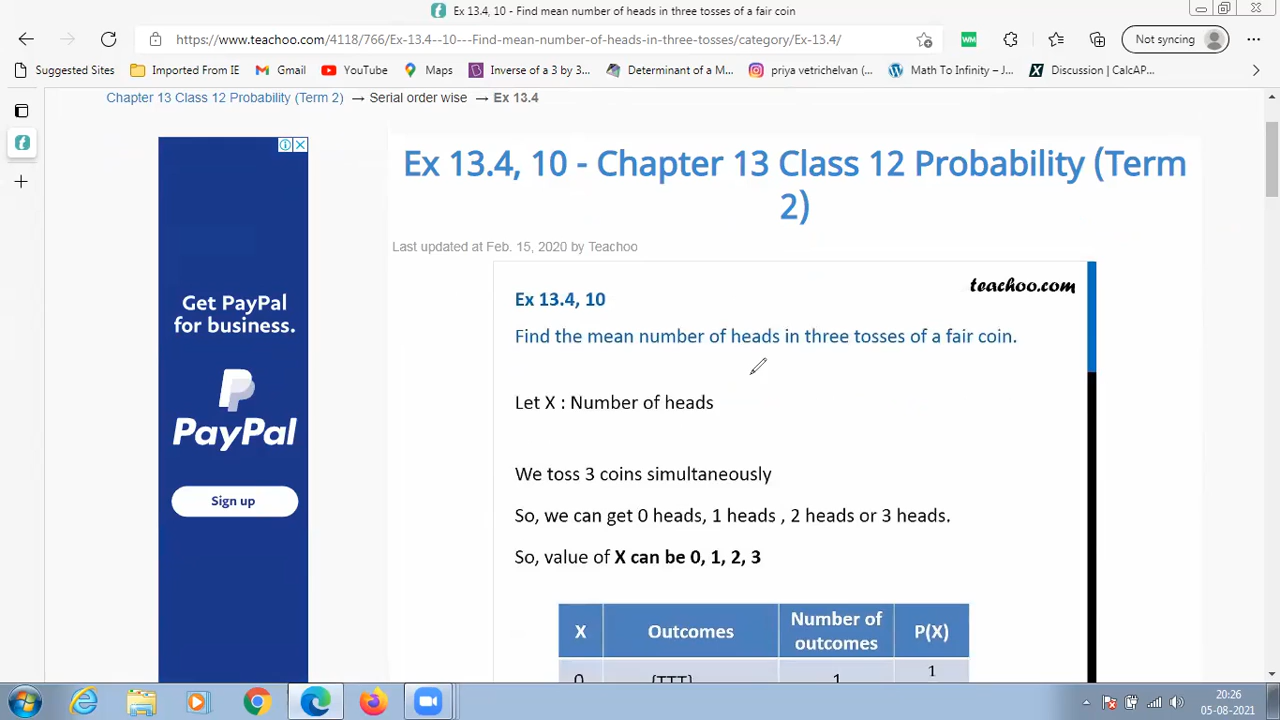 Ex 13.4, 10 - Find mean number of heads in three tosses of a fair coin
https://www.teachoo.com/4118/766/Ex-13.4--10---Find-mean-number-of-heads-in-three-tosses/category/Ex-13.4/
Not syncing
Suggested Sites Imported From IE Gmail YouTube Maps Inverse of a 3 by 3... Determinant of a M... priya vetrichelvan (... Math To Infinity – J... Discussion | CalcAP...
Chapter 13 Class 12 Probability (Term 2) → Serial order wise → Ex 13.4
Ex 13.4, 10 - Chapter 13 Class 12 Probability (Term
2)
Last updated at Feb. 15, 2020 by Teachoo
teachoo.com
Ex 13.4, 10
Find the mean number of heads in three tosses of a fair coin.
Let X : Number of heads
We toss 3 coins simultaneously
So, we can get 0 heads, 1 heads , 2 heads or 3 heads.
So, value of X can be 0, 1, 2, 3
X Outcomes Number of outcomes P(X)
0 {TTT} 1 1
Get PayPal
for business.
PayPal
Sign up
20:26
05-08-2021